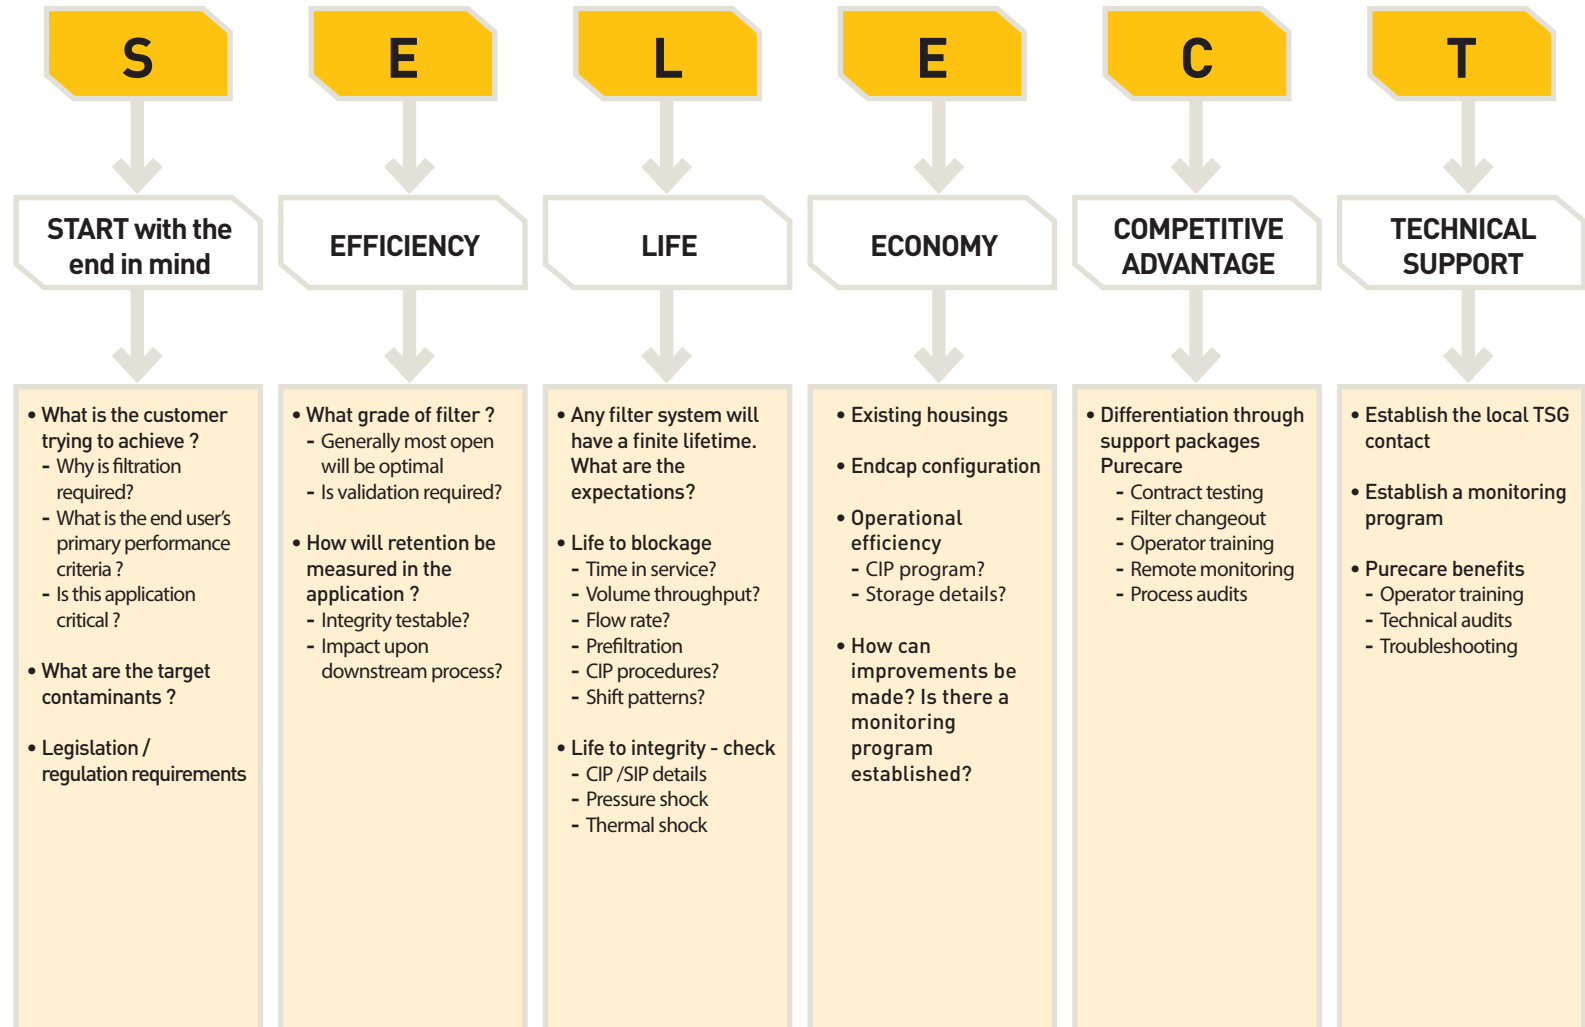 S
START with the
end in mind
• What is the customer
trying to achieve ?
- Why is filtration
required?
- What is the end user's
primary performance
criteria ?
- Is this application
critical ?
• What are the target
contaminants ?
• Legislation /
regulation requirements
E
EFFICIENCY
• What grade of filter ?
- Generally most open
will be optimal
- Is validation required?
• How will retention be
measured in the
application ?
- Integrity testable?
- Impact upon
downstream process?
L
LIFE
• Any filter system will
have a finite lifetime.
What are the
expectations?
• Life to blockage
- Time in service?
- Volume throughput?
- Flow rate?
- Prefiltration
- CIP procedures?
- Shift patterns?
• Life to integrity - check
- CIP /SIP details
- Pressure shock
- Thermal shock
E
ECONOMY
• Existing housings
• Endcap configuration
• Operational
efficiency
- CIP program?
- Storage details?
• How can
improvements be
made? Is there a
monitoring
program
established?
C
COMPETITIVE
ADVANTAGE
• Differentiation through
support packages
Purecare
- Contract testing
- Filter changeout
- Operator training
- Remote monitoring
- Process audits
T
TECHNICAL
SUPPORT
• Establish the local TSG
contact
• Establish a monitoring
program
• Purecare benefits
- Operator training
- Technical audits
- Troubleshooting